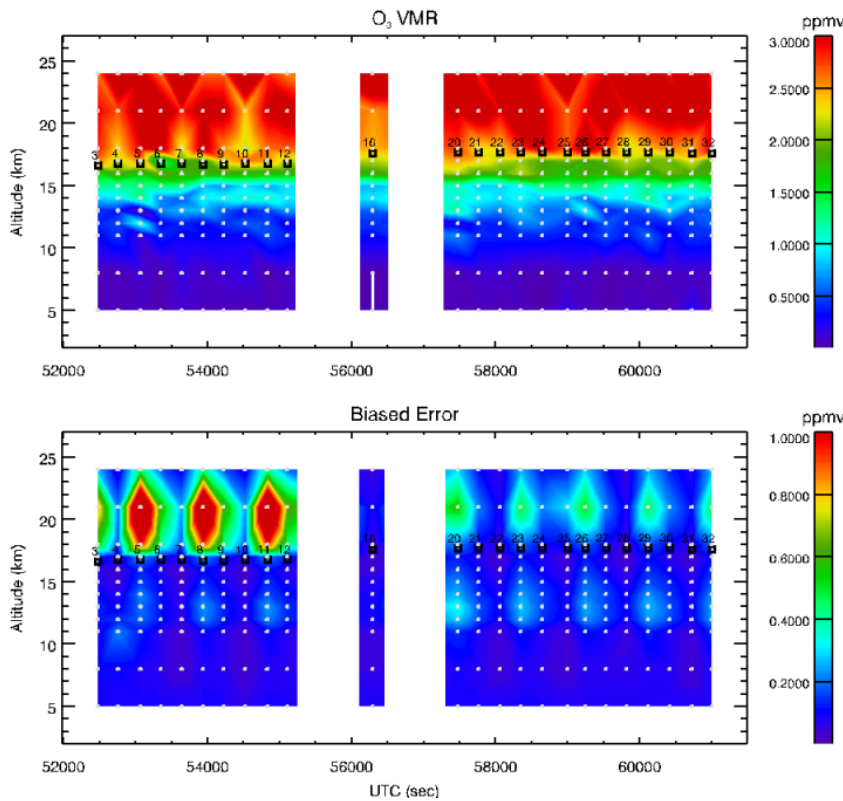 O₃ VMR
ppmv
25
20
15
10
5
Altitude (km)
3 4 5 6 7 8 9 11 12 16 20 21 22 23 24 25 26 27 28 29 30 31 32
52000 54000 56000 58000 60000
3.0000
2.5000
2.0000
1.5000
1.0000
0.5000
Biased Error
ppmv
25
20
15
10
5
Altitude (km)
3 4 5 6 7 8 9 10 11 12 16 20 21 22 23 24 25 26 27 28 29 30 31 32
52000 54000 56000 58000 60000
UTC (sec)
1.0000
0.8000
0.6000
0.4000
0.2000